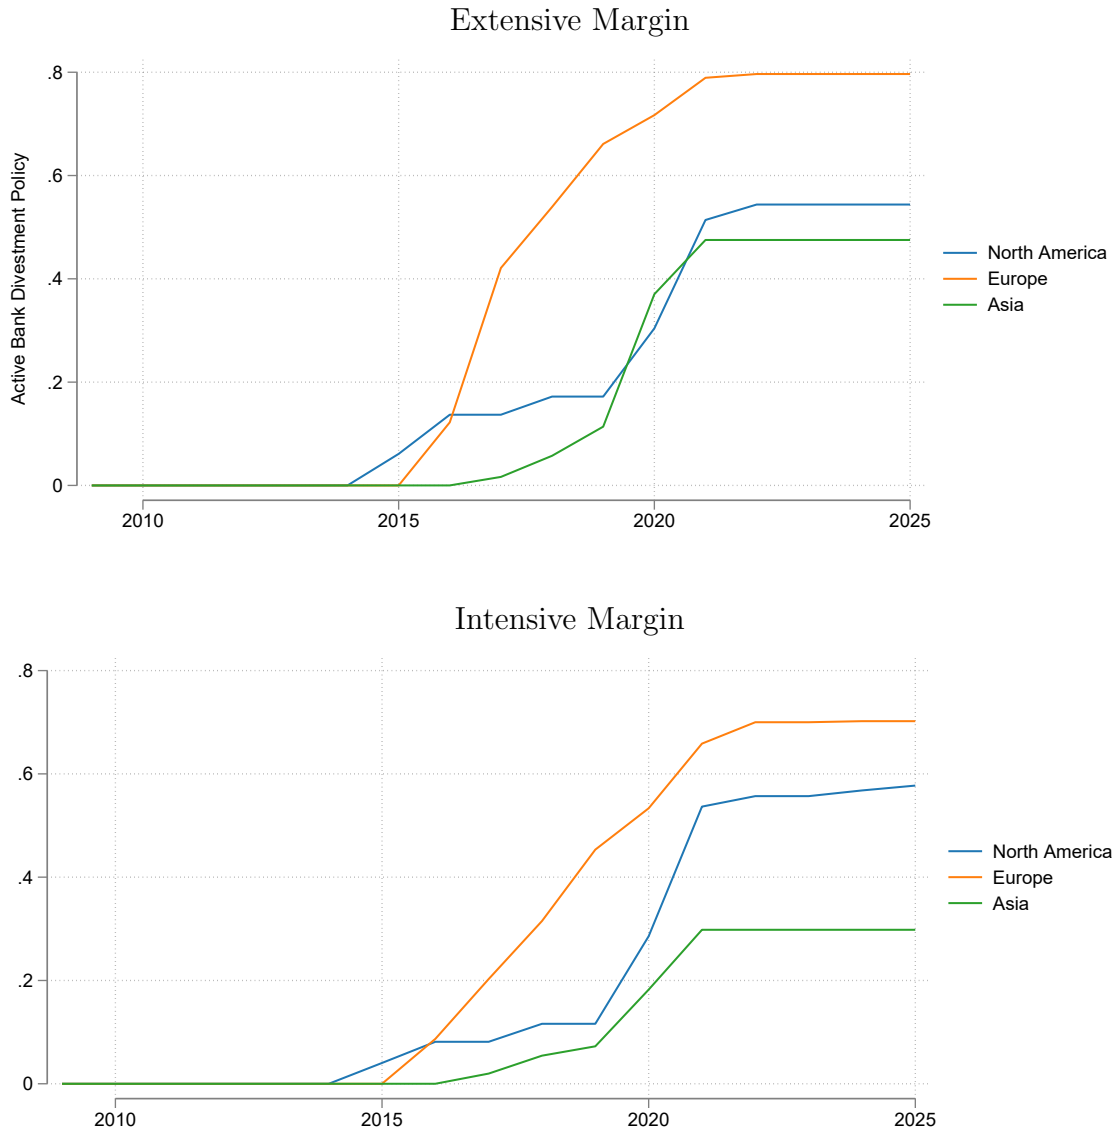 Extensive Margin
Active Bank Divestment Policy
.8
.6
.4
.2
0
2010 2015 2020 2025
North America
Europe
Asia
Intensive Margin
.8
.6
.4
.2
0
2010 2015 2020 2025
North America
Europe
Asia